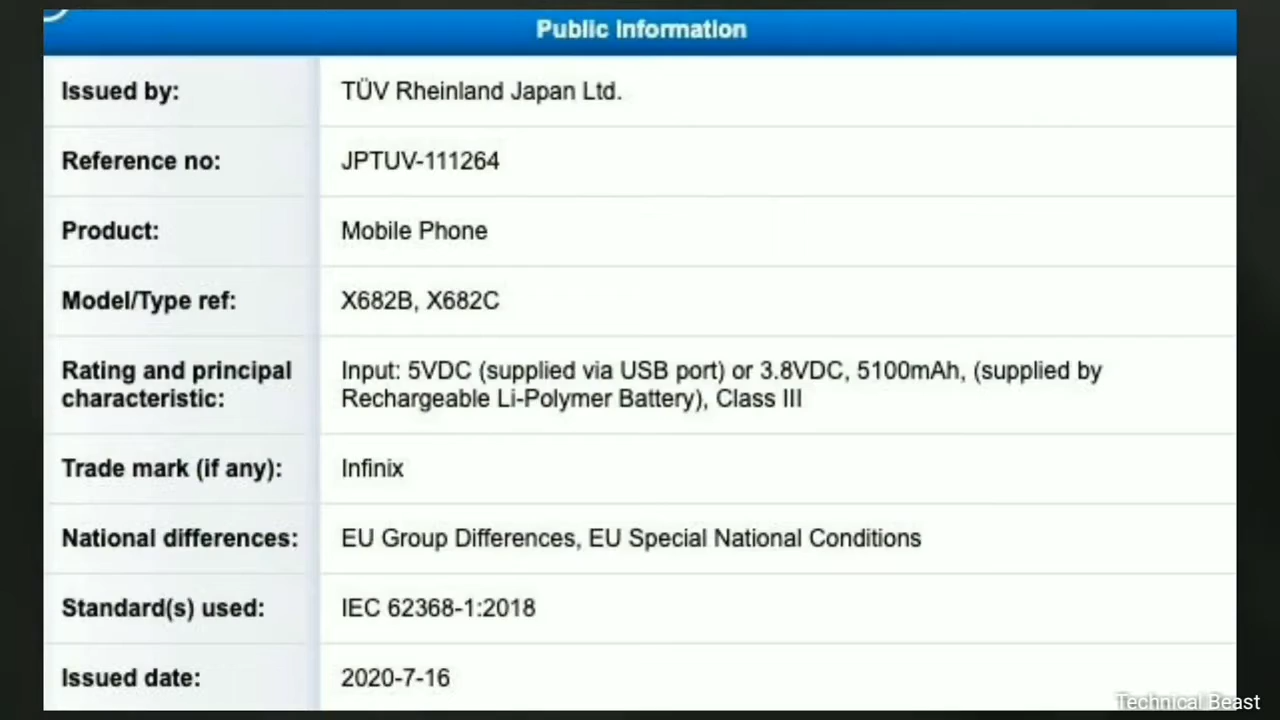 Public Information
Issued by: TÜV Rheinland Japan Ltd.
Reference no: JPTUV-111264
Product: Mobile Phone
Model/Type ref: X682B, X682C
Rating and principal Input: 5VDC (supplied via USB port) or 3.8VDC, 5100mAh, (supplied by
characteristic: Rechargeable Li-Polymer Battery), Class III
Trade mark (if any): Infinix
National differences: EU Group Differences, EU Special National Conditions
Standard(s) used: IEC 62368-1:2018
Issued date: 2020-7-16
Technical Beast